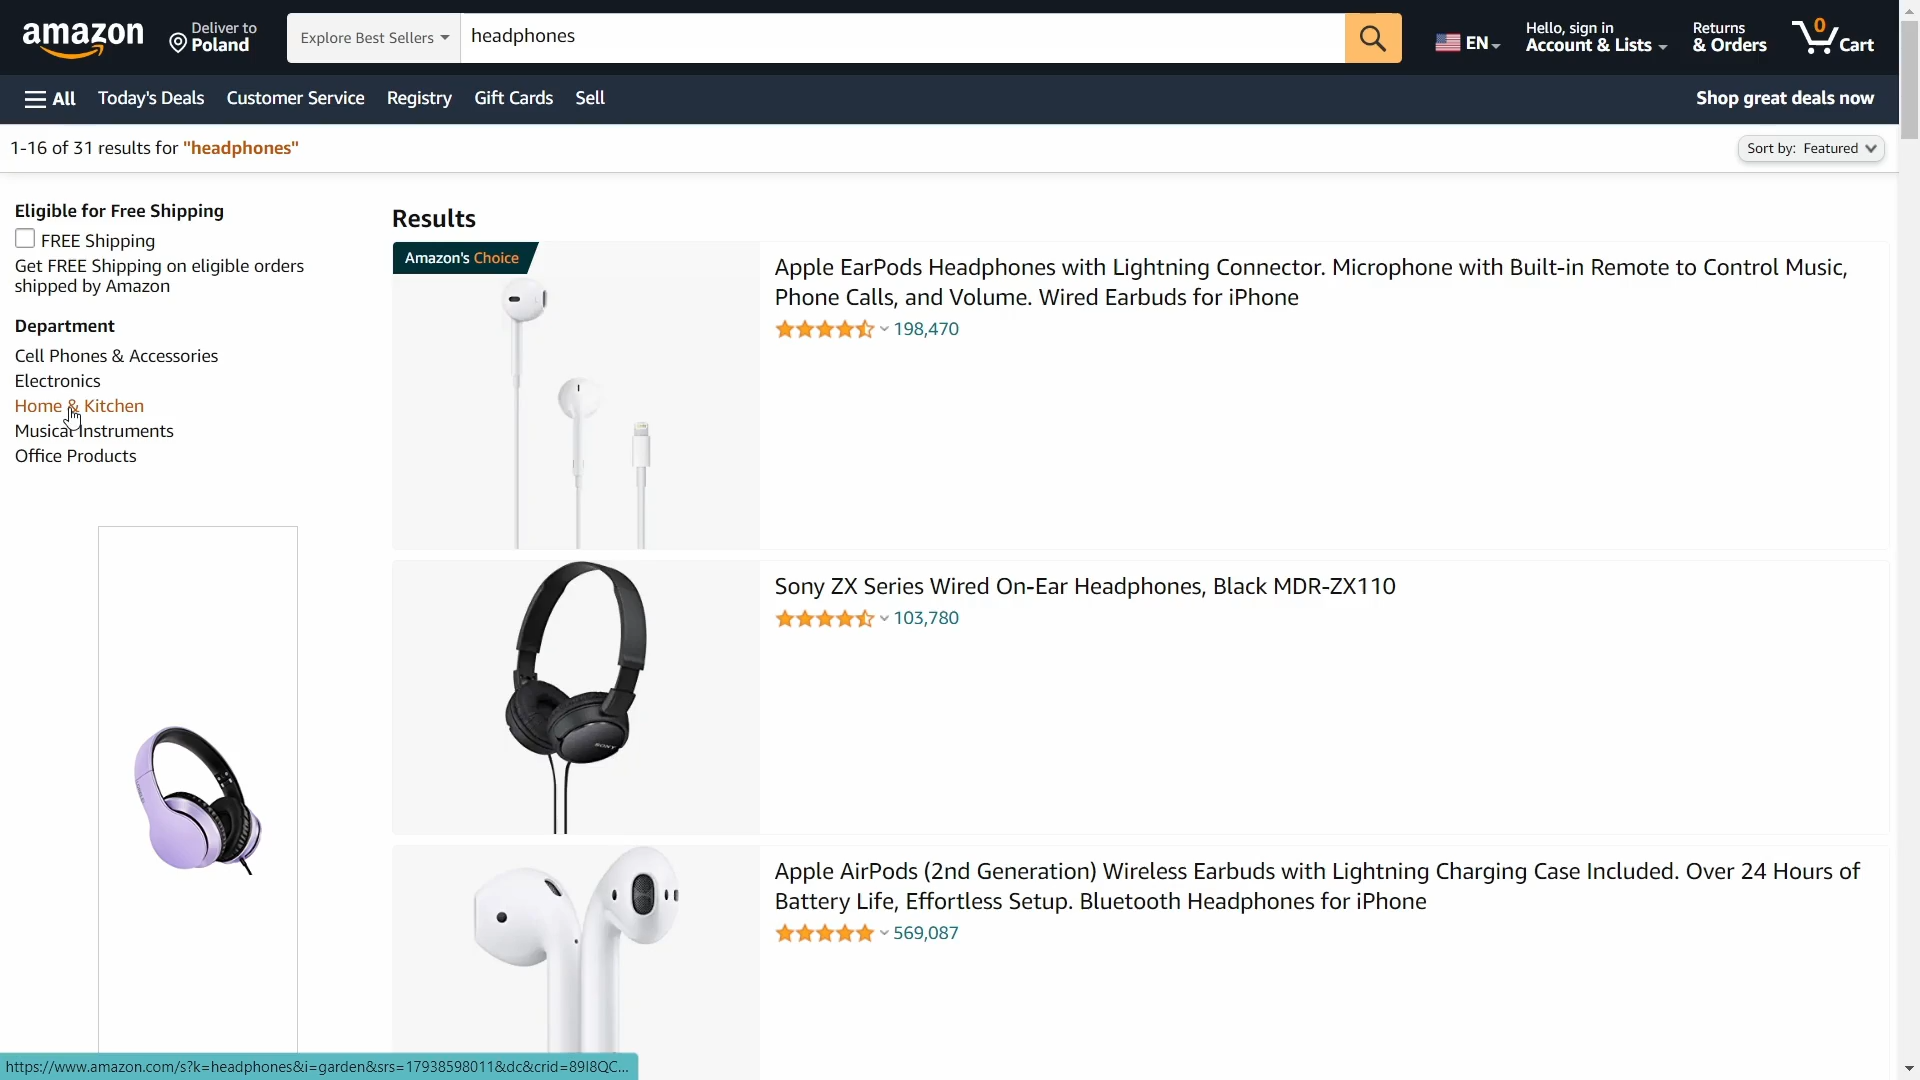 amazon
Deliver to
Poland
Explore Best Sellers
headphones
EN
Hello, sign in
Account & Lists
Returns
& Orders
0
Cart
All
Today's Deals
Customer Service
Registry
Gift Cards
Sell
Shop great deals now
1-16 of 31 results for "headphones"
Sort by: Featured
Eligible for Free Shipping
FREE Shipping
Get FREE Shipping on eligible orders
shipped by Amazon
Department
Cell Phones & Accessories
Electronics
Home & Kitchen
Musical Instruments
Office Products
Results
Amazon's Choice
Apple EarPods Headphones with Lightning Connector. Microphone with Built-in Remote to Control Music,
Phone Calls, and Volume. Wired Earbuds for iPhone
198,470
SONY
Sony ZX Series Wired On-Ear Headphones, Black MDR-ZX110
103,780
Apple AirPods (2nd Generation) Wireless Earbuds with Lightning Charging Case Included. Over 24 Hours of
Battery Life, Effortless Setup. Bluetooth Headphones for iPhone
569,087
https://www.amazon.com/s?k=headphones&i=garden&srs=17938598011&dc&crid=89I8QC...